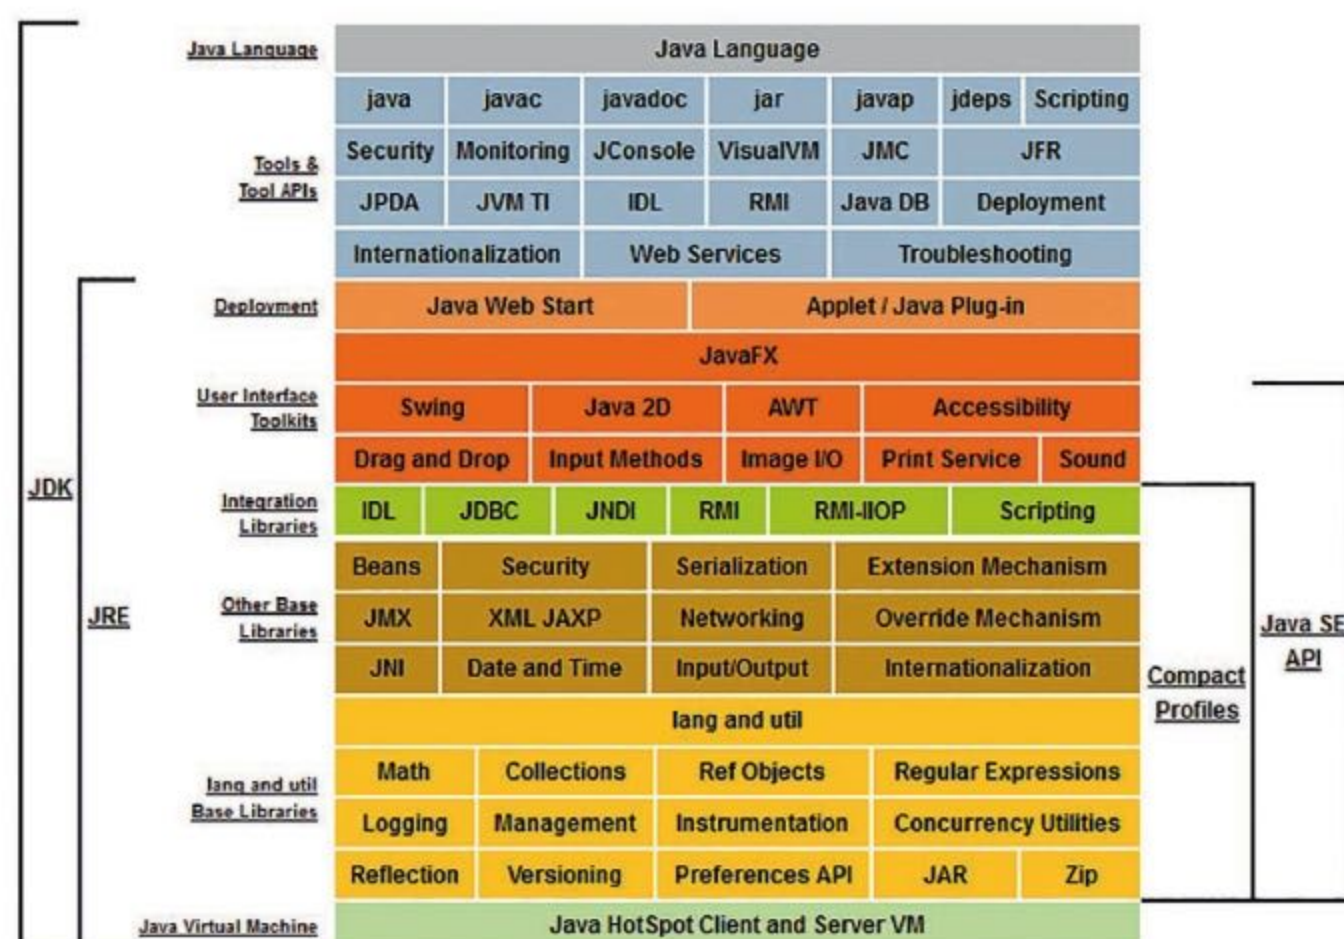 Java Language Java Language
java javac javadoc jar javap jdeps Scripting
Security Monitoring JConsole VisualVM JMC JFR
Tools &
Tool APIs
JPDA JVM TI IDL RMI Java DB Deployment
Internationalization Web Services Troubleshooting
Deployment Java Web Start Applet / Java Plug-in
JavaFX
User Interface
Toolkits
Swing Java 2D AWT Accessibility
Drag and Drop Input Methods Image I/O Print Service Sound
JDK
Integration
Libraries
IDL JDBC JNDI RMI RMI-IIOP Scripting
Beans Security Serialization Extension Mechanism
JRE
Other Base
Libraries
JMX XML JAXP Networking Override Mechanism
Java SE
API
JNI Date and Time Input/Output Internationalization
Compact
Profiles
lang and util
lang and util
Base Libraries
Math Collections Ref Objects Regular Expressions
Logging Management Instrumentation Concurrency Utilities
Reflection Versioning Preferences API JAR Zip
Java Virtual Machine Java HotSpot Client and Server VM